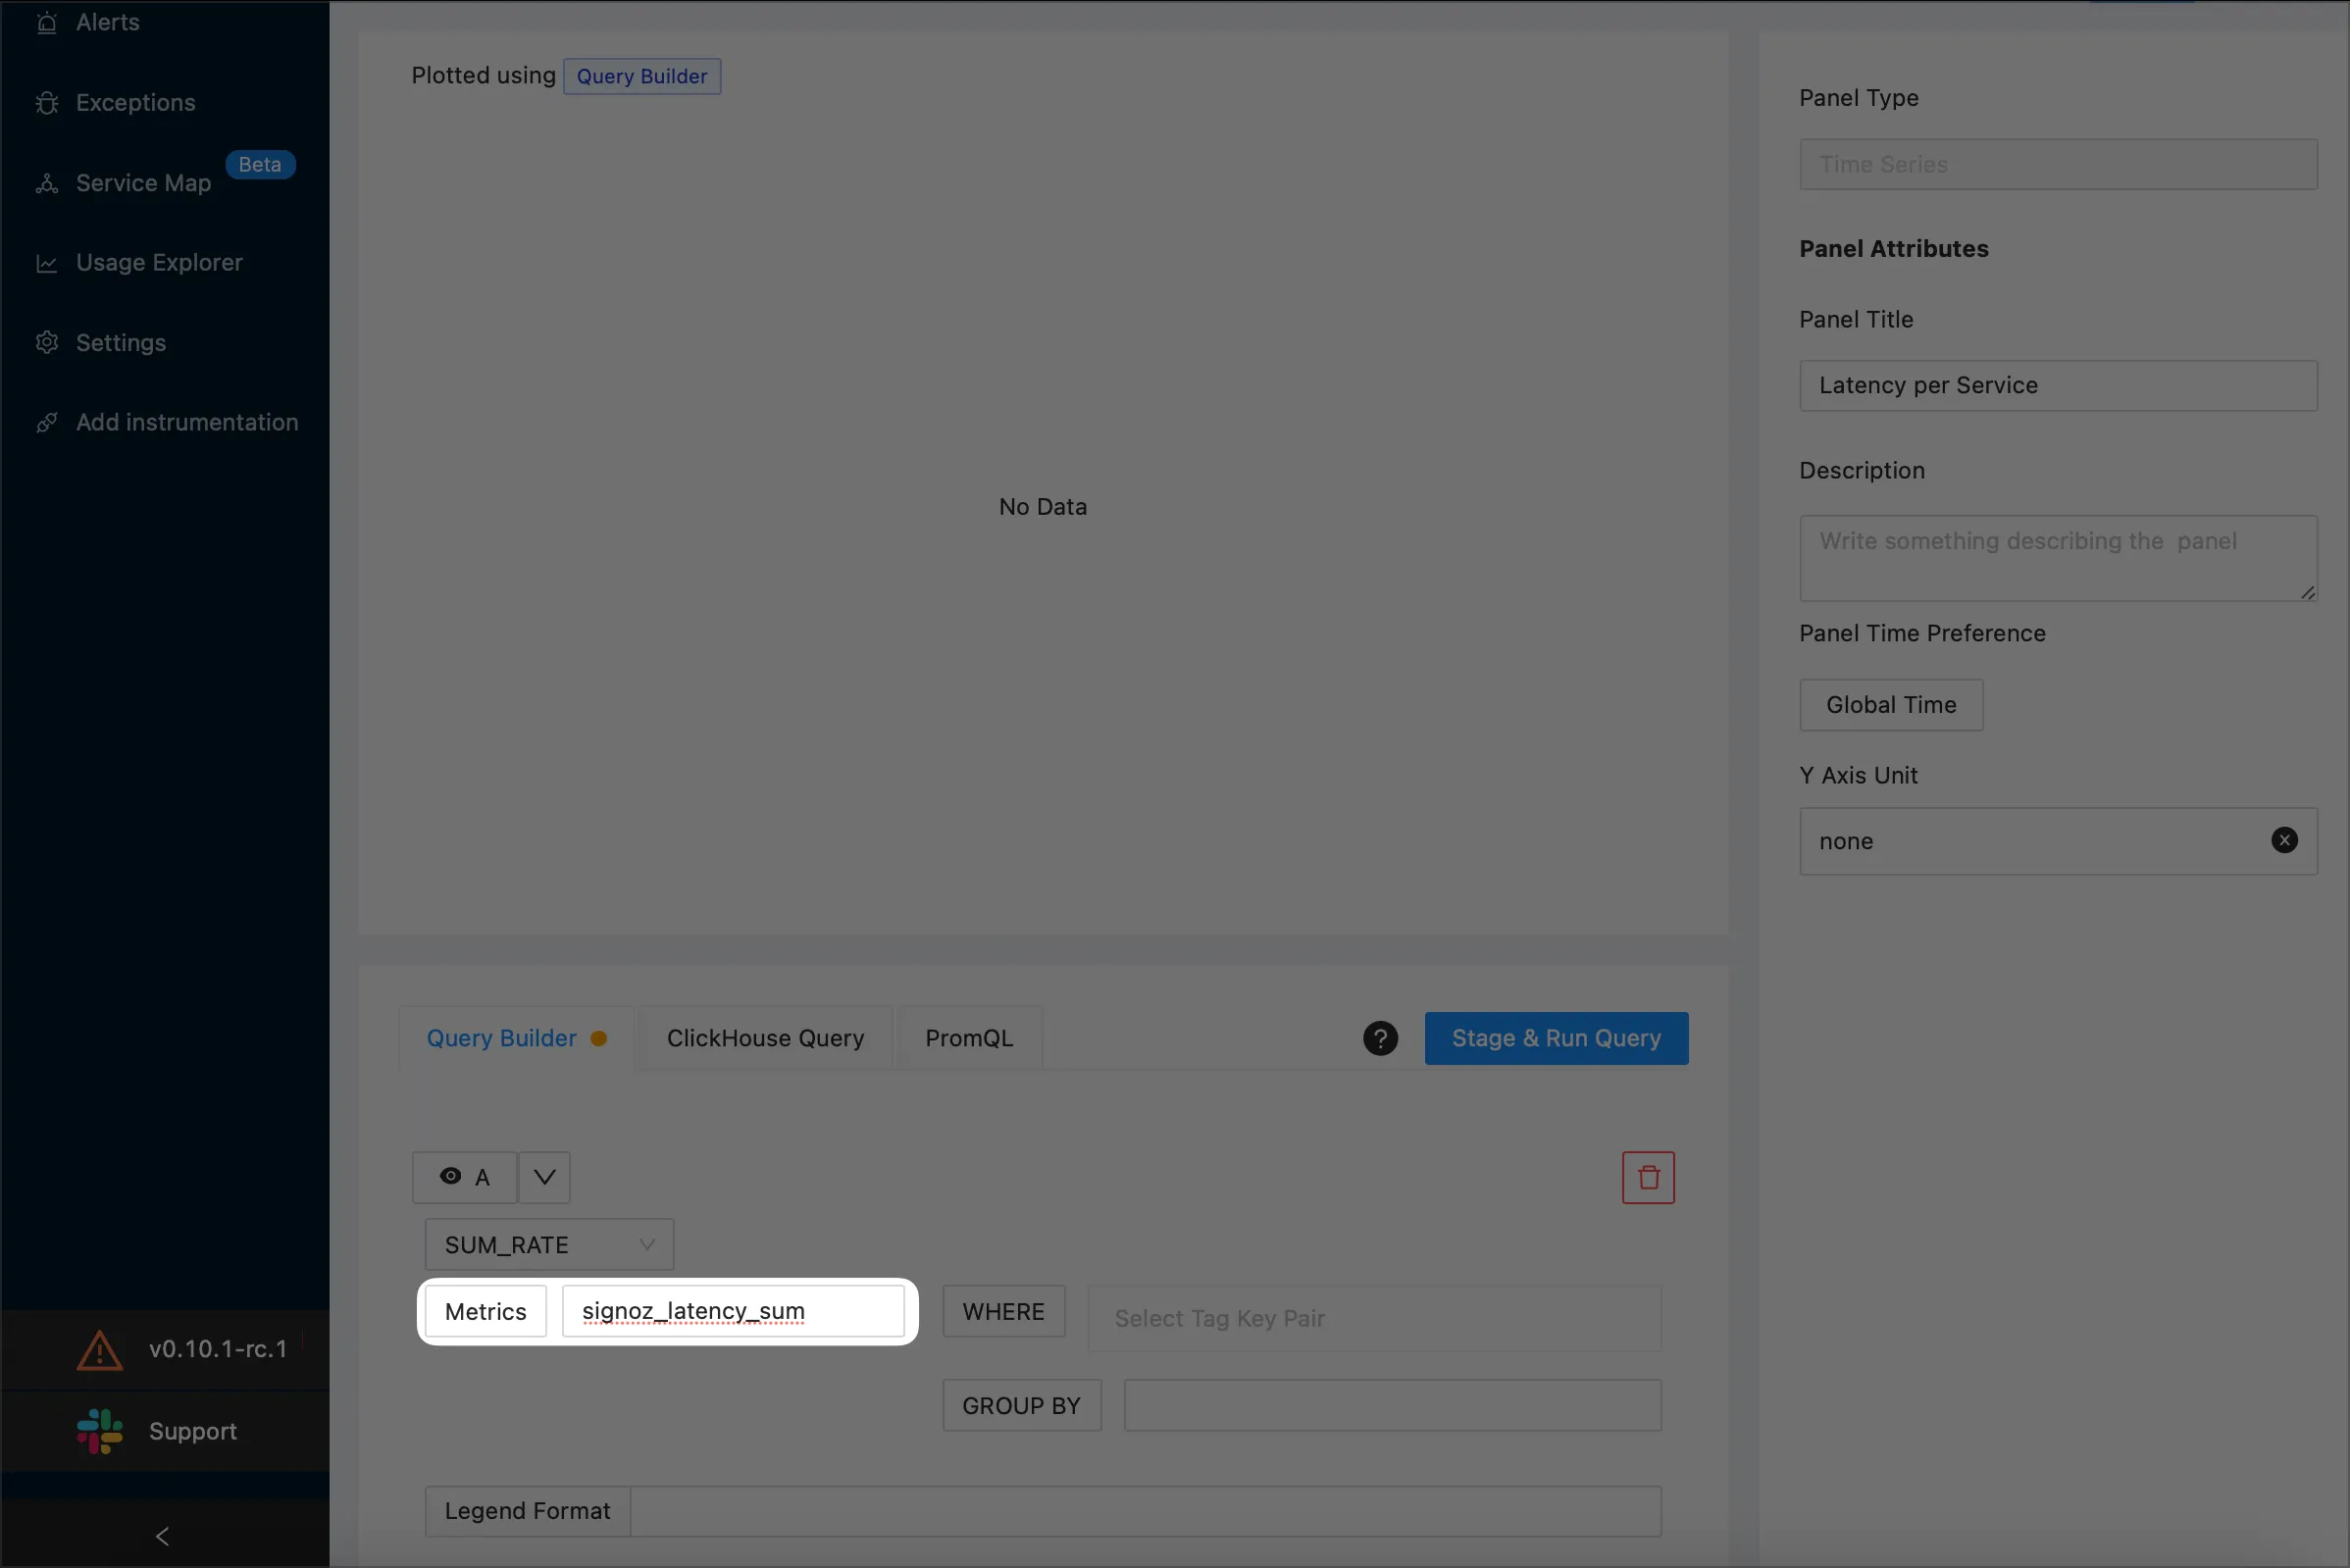 Alerts
Exceptions
Service Map
Beta
Usage Explorer
Settings
Add instrumentation
v0.10.1-rc.1
Support
Plotted using Query Builder
No Data
Query Builder
ClickHouse Query
PromQL
?
Stage & Run Query
A
SUM_RATE
Metrics
signoz_latency_sum
WHERE
Select Tag Key Pair
GROUP BY
Legend Format
Panel Type
Time Series
Panel Attributes
Panel Title
Latency per Service
Description
Write something describing the  panel
Panel Time Preference
Global Time
Y Axis Unit
none